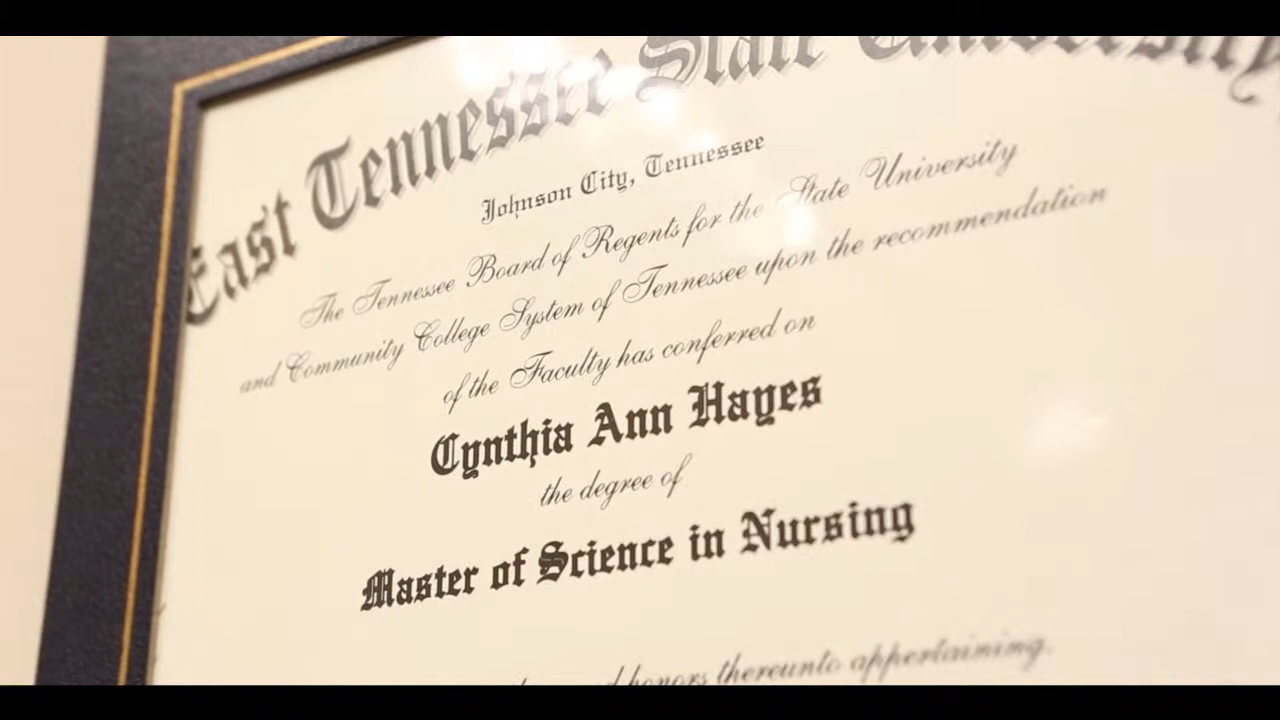 East Tennessee State University
Johnson City, Tennessee
The Tennessee Board of Regents for the State University
and Community College System of Tennessee upon the recommendation
of the Faculty has conferred on
Cynthia Ann Hayes
the degree of
Master of Science in Nursing
honors thereunto appertaining.